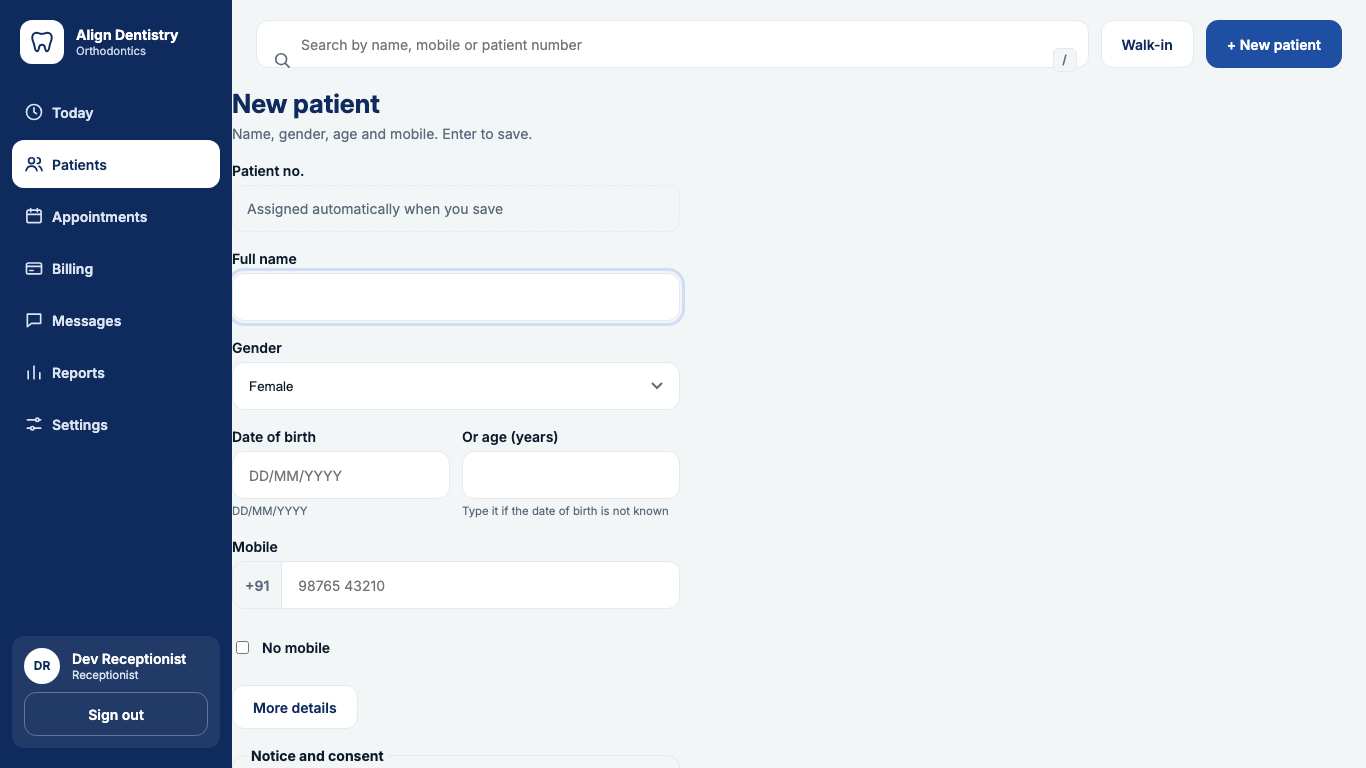 Align Dentistry
Orthodontics
Today
Patients
Appointments
Billing
Messages
Reports
Settings
DR
Dev Receptionist
Receptionist
Sign out
Search by name, mobile or patient number
/
Walk-in
+ New patient
New patient
Name, gender, age and mobile. Enter to save.
Patient no.
Assigned automatically when you save
Full name
Gender
Female
Date of birth
DD/MM/YYYY
DD/MM/YYYY
Or age (years)
Type it if the date of birth is not known
Mobile
+91 98765 43210
No mobile
More details
Notice and consent